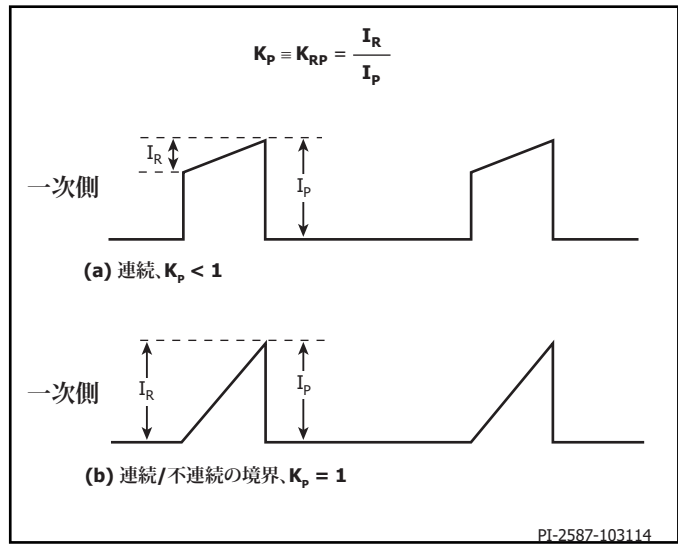 K_P ≡ K_RP = I_R / I_P
I_R
I_P
一次側
(a) 連続、K_P < 1
I_R
I_P
一次側
(b) 連続/不連続の境界、K_P = 1
PI-2587-103114